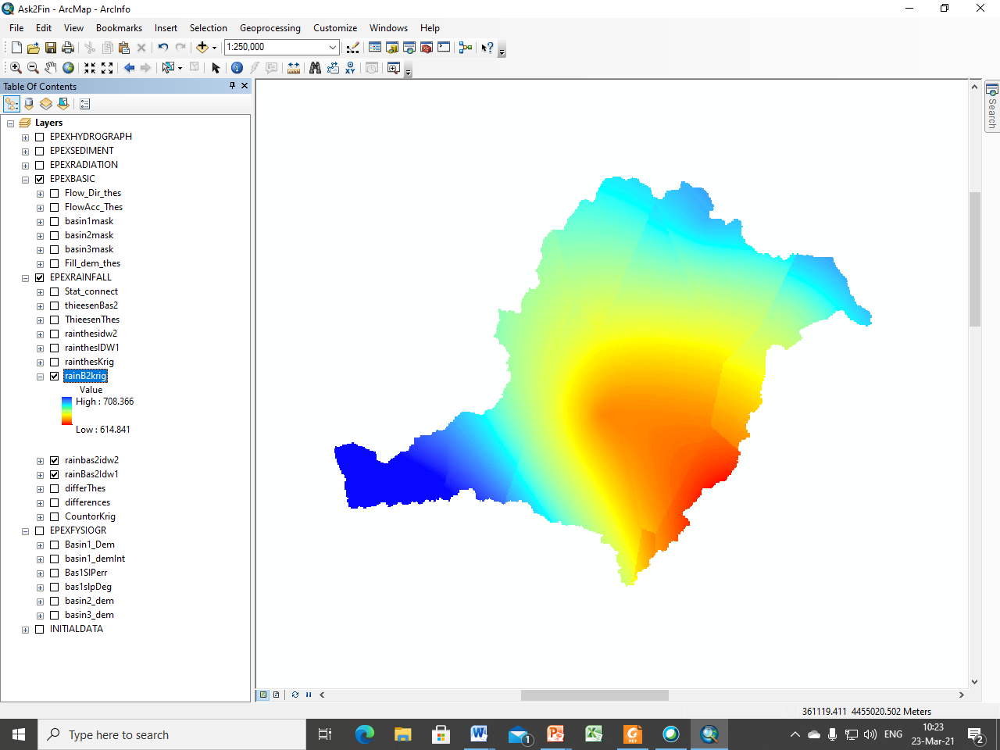 Ask2Fin - ArcMap - ArcInfo
File Edit View Bookmarks Insert Selection Geoprocessing Customize Windows Help
1:250,000
Table Of Contents
Layers
EPEXHYDROGRAPH
EPEXSEDIMENT
EPEXRADIATION
EPEXBASIC
Flow_Dir_thes
FlowAcc_Thes
basin1mask
basin2mask
basin3mask
Fill_dem_thes
EPEXRAINFALL
Stat_connect
thieesenBas2
ThieesenThes
rainthesidw2
rainthesIDW1
rainthesKrig
rainB2krig
Value
High : 708.366
Low : 614.841
rainbas2idw2
rainBas2Idw1
differThes
differences
CountorKrig
EPEXFYSIOGR
Basin1_Dem
basin1_demInt
Bas1SlPerr
bas1slpDeg
basin2_dem
basin3_dem
INITIALDATA
Search
361119.411 4455020.502 Meters
Type here to search
1
ENG
10:23
23-Mar-21
2